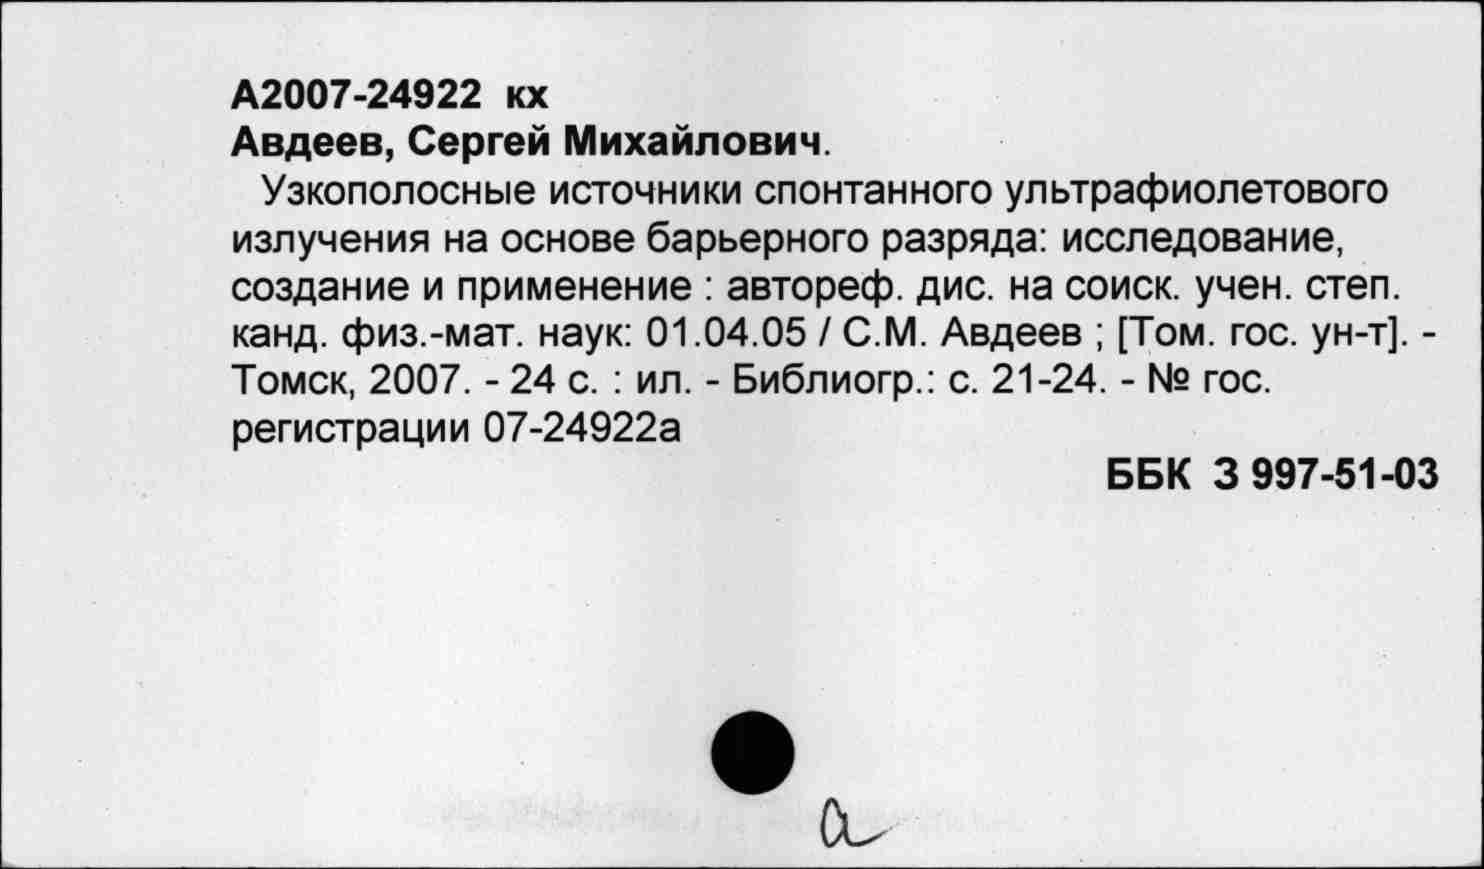 А2007-24922 кх
Авдеев, Сергей Михайлович.
Узкополосные источники спонтанного ультрафиолетового
излучения на основе барьерного разряда: исследование,
создание и применение : автореф. дис. на соиск. учен. степ.
канд. физ.-мат. наук: 01.04.05 / С.М. Авдеев ; [Том. гос. ун-т]. -
Томск, 2007. - 24 с. : ил. - Библиогр.: с. 21-24. - № гос.
регистрации 07-24922а
ББК З 997-51-03
а